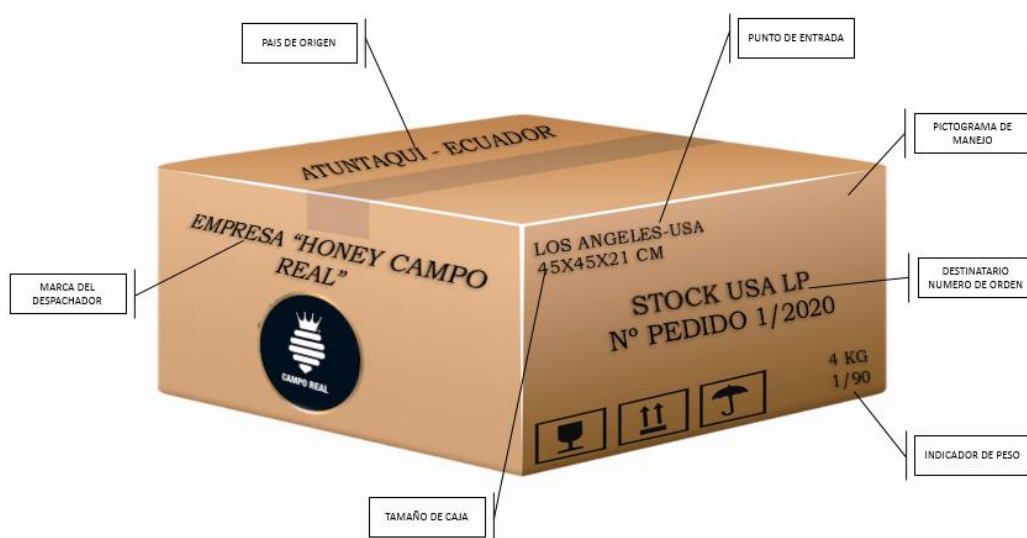 PAIS DE ORIGEN
PUNTO DE ENTRADA
PICTOGRAMA DE
MANEJO
ATUNTAQUI - ECUADOR
EMPRESA "HONEY CAMPO
REAL"
LOS ANGELES-USA
45X45X21 CM
MARCA DEL
DESPACHADOR
DESTINATARIO
NUMERO DE ORDEN
STOCK USA LP
Nº PEDIDO 1/2020
CAMPO REAL
4 KG
1/90
INDICADOR DE PESO
TAMAÑO DE CAJA